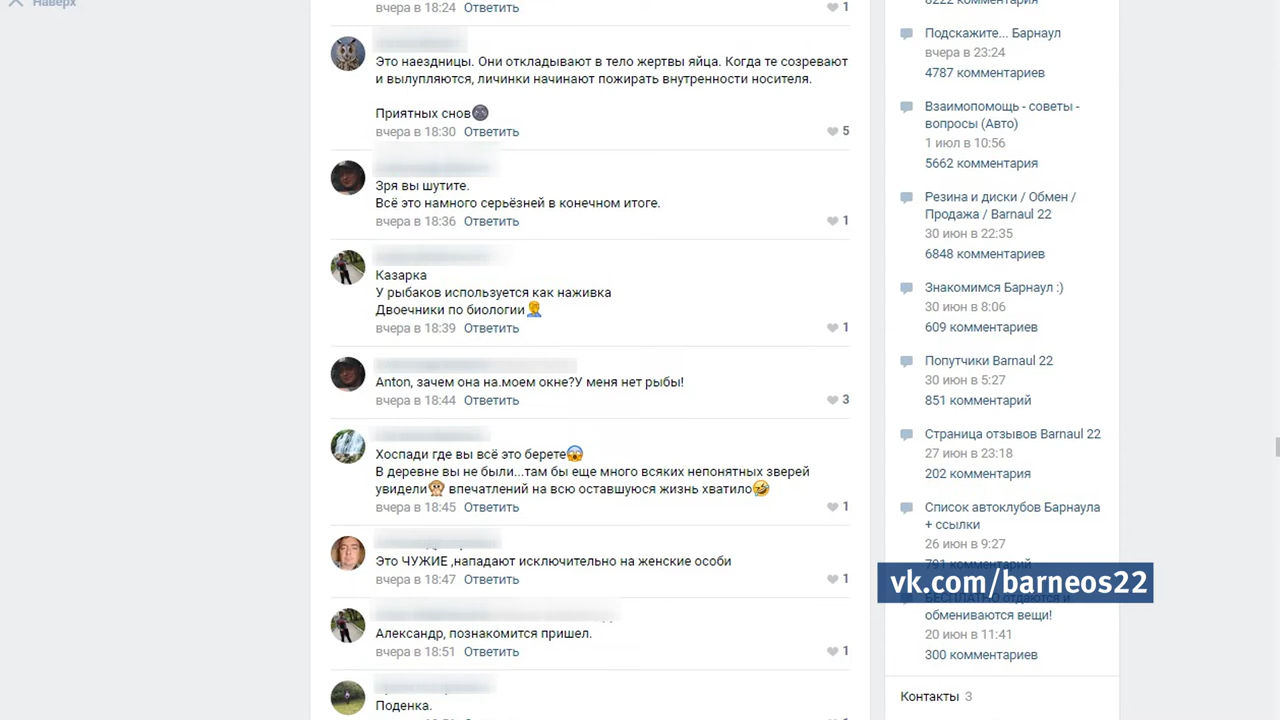 Наверх
вчера в 18:24 Ответить
1
Это наездницы. Они откладывают в тело жертвы яйца. Когда те созревают
и вылупляются, личинки начинают пожирать внутренности носителя.
Приятных снов
вчера в 18:30 Ответить
5
Зря вы шутите.
Всё это намного серьёзней в конечном итоге.
вчера в 18:36 Ответить
1
Казарка
У рыбаков используется как наживка
Двоечники по биологии
вчера в 18:39 Ответить
1
Anton, зачем она на.моем окне?У меня нет рыбы!
вчера в 18:44 Ответить
3
Хоспади где вы всё это берете
В деревне вы не были...там бы еще много всяких непонятных зверей
увидели впечатлений на всю оставшуюся жизнь хватило
вчера в 18:45 Ответить
1
Это ЧУЖИЕ ,нападают исключительно на женские особи
вчера в 18:47 Ответить
1
Александр, познакомится пришел.
вчера в 18:51 Ответить
1
Поденка.
8222 комментария
Подскажите... Барнаул
вчера в 23:24
4787 комментариев
Взаимопомощь - советы -
вопросы (Авто)
1 июл в 10:56
5662 комментария
Резина и диски / Обмен /
Продажа / Barnaul 22
30 июн в 22:35
6848 комментариев
Знакомимся Барнаул :)
30 июн в 8:06
609 комментариев
Попутчики Barnaul 22
30 июн в 5:27
851 комментарий
Страница отзывов Barnaul 22
27 июн в 23:18
202 комментария
Список автоклубов Барнаула
+ ссылки
26 июн в 9:27
791 комментарий
vk.com/barneos22
БЕСПЛАТНО отдаются и
обмениваются вещи!
20 июн в 11:41
300 комментариев
Контакты 3